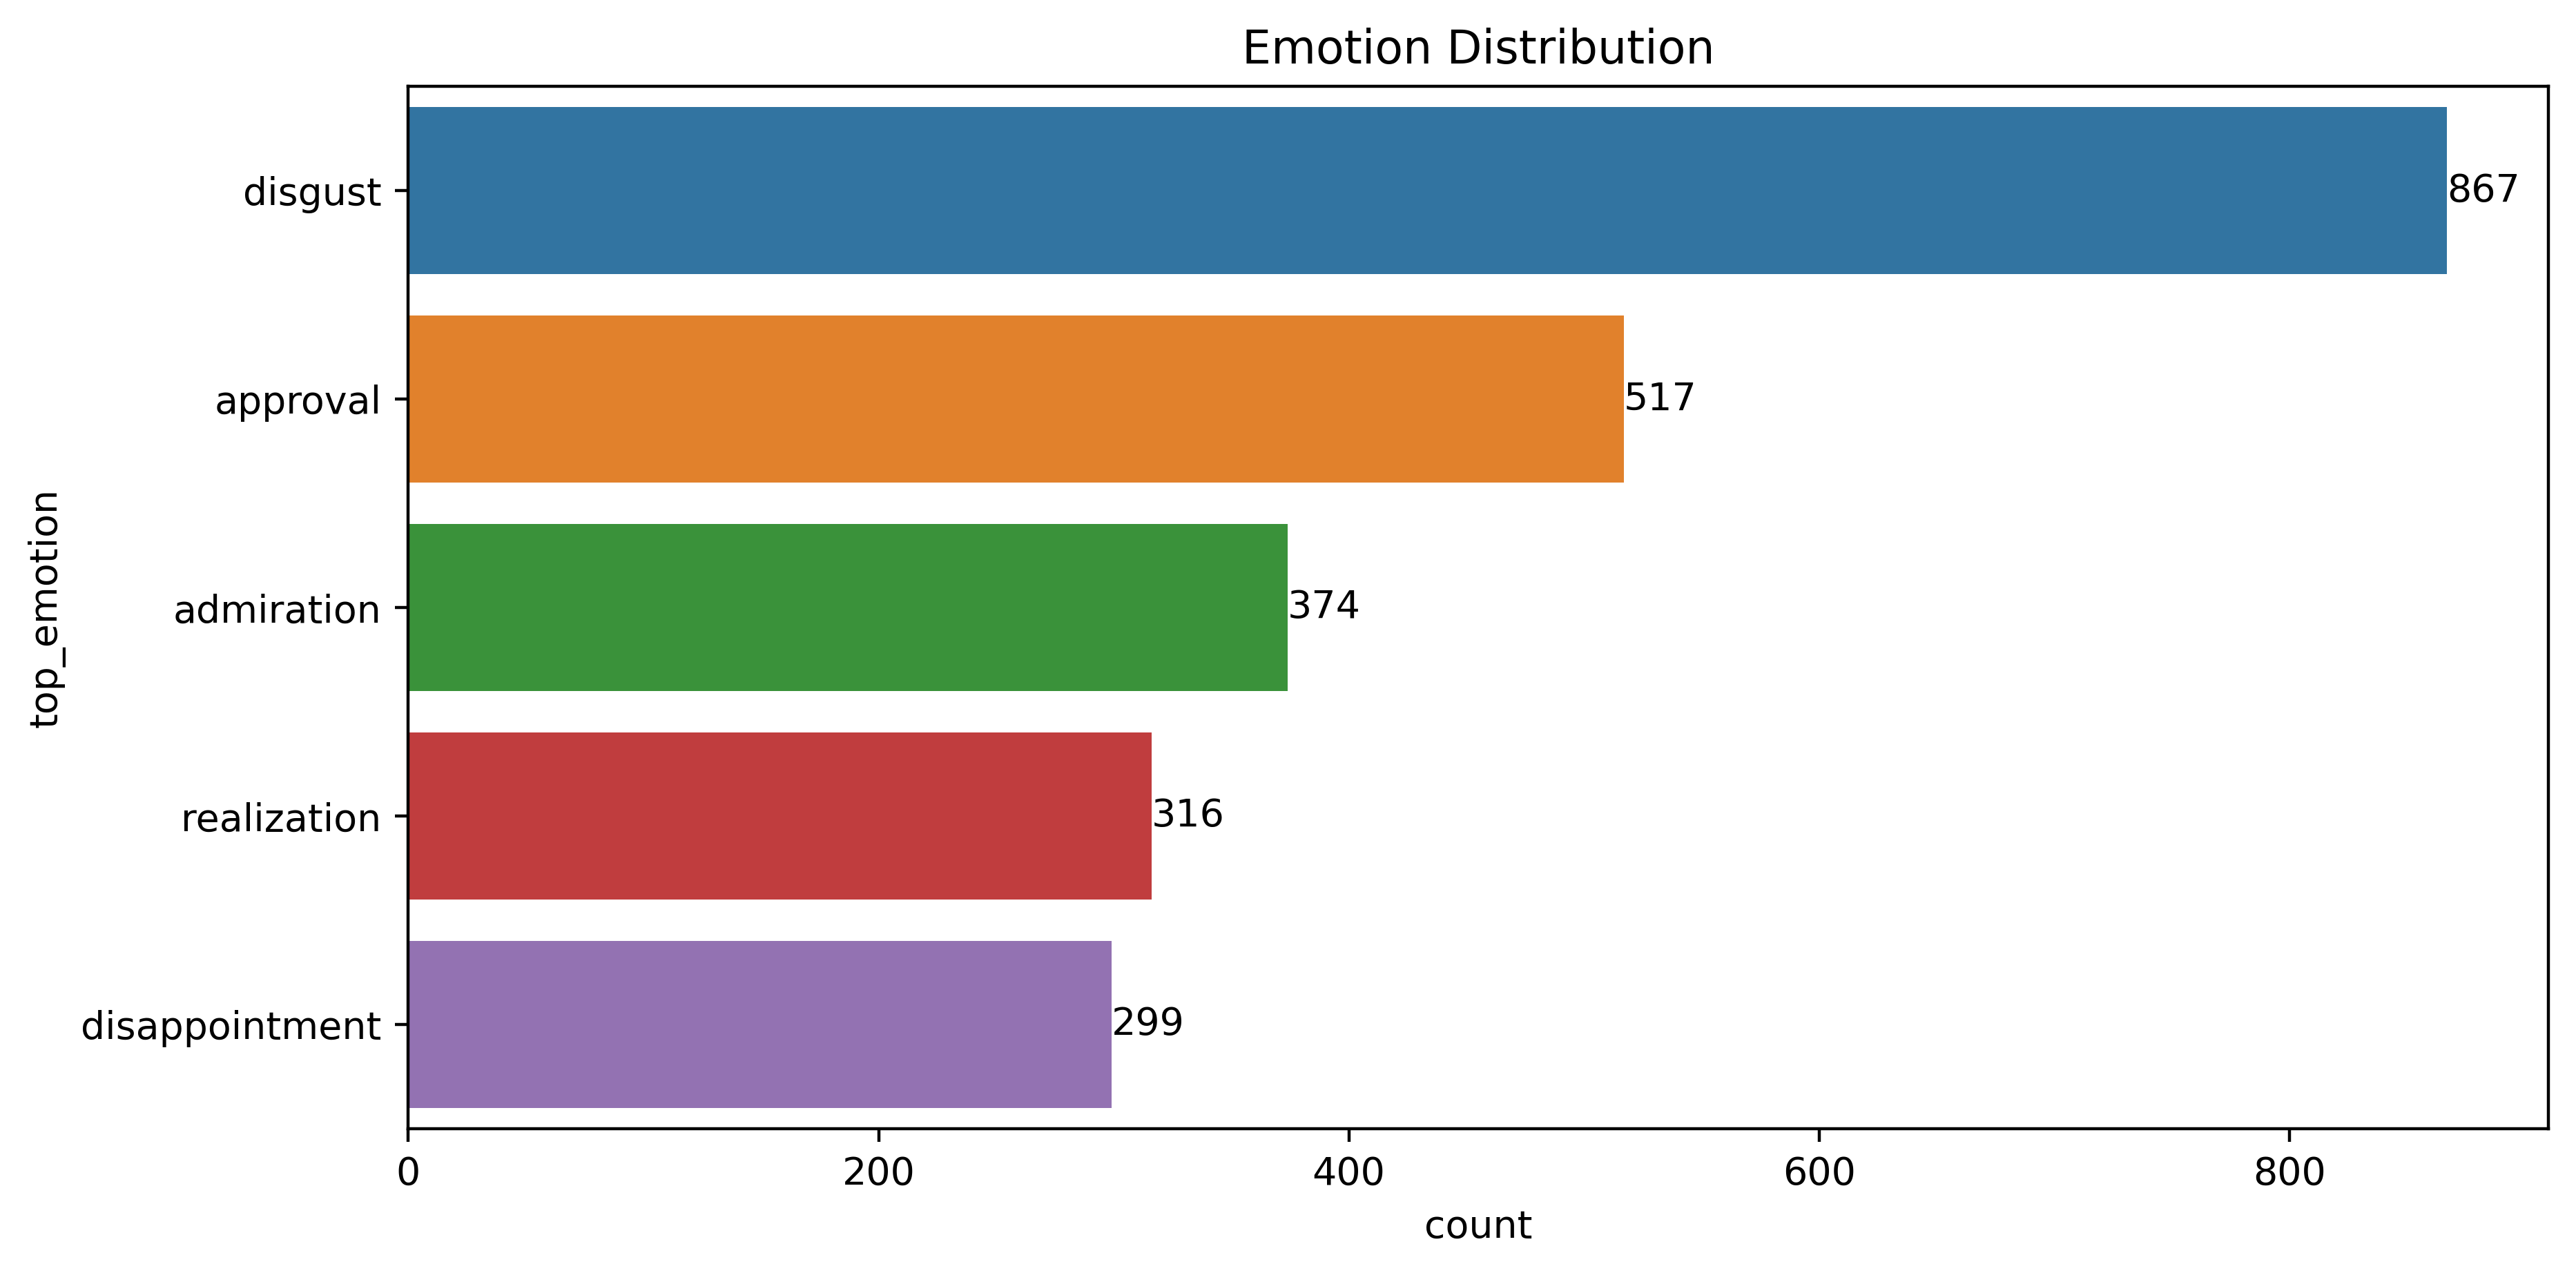 Emotion Distribution
disgust
867
approval
517
admiration
374
realization
316
disappointment
299
top_emotion
0 200 400 600 800
count